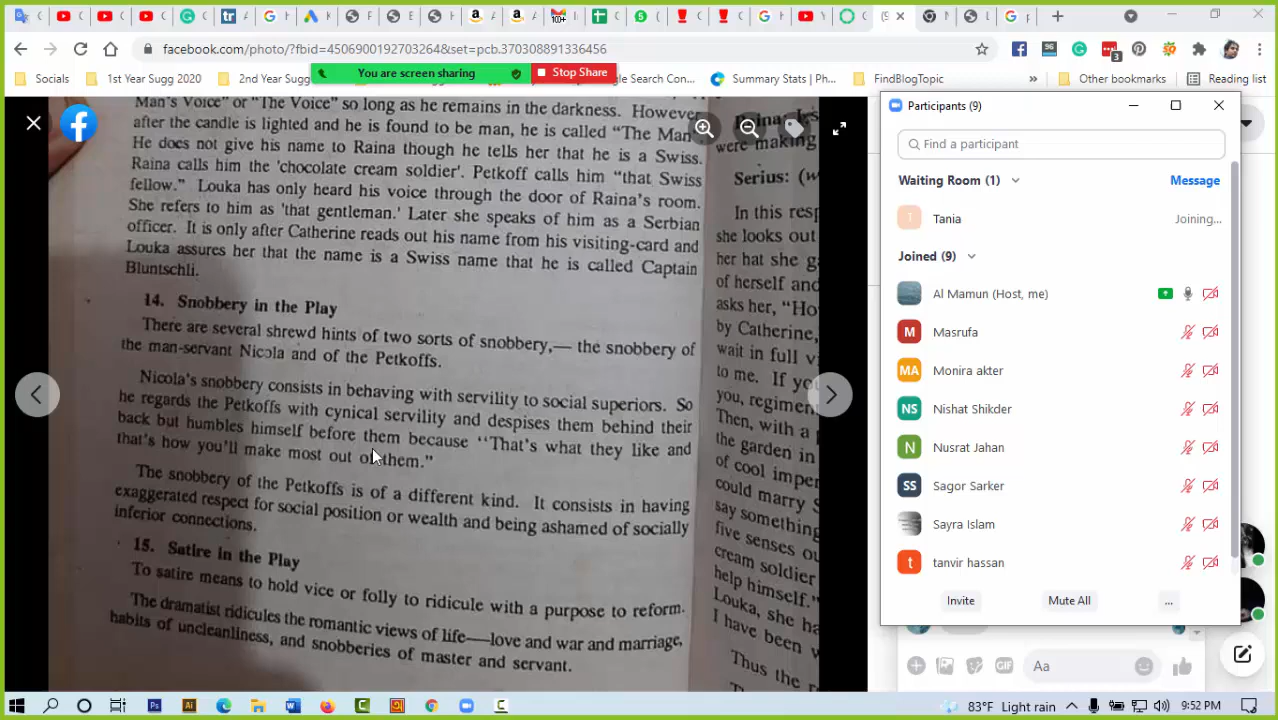 facebook.com/photo/?fbid=45069001927032648&set=pcb.370308891336456
Socials
1st Year Sugg 2020
2nd Year Sugg
You are screen sharing
Stop Share
gle Search Con...
Summary Stats | Ph...
FindBlogTopic
»
Other bookmarks
Reading list
Man's Voice" or "The Voice" so long as he remains in the darkness. However
after the candle is lighted and he is found to be man, he is called "The Man
He does not give his name to Raina though he tells her that he is a Swiss.
Raina calls him the 'chocolate cream soldier'. Petkoff calls him "that Swiss
fellow." Louka has only heard his voice through the door of Raina's room.
She refers to him as 'that gentleman.' Later she speaks of him as a Serbian
officer. It is only after Catherine reads out his name from his visiting-card and
Louka assures her that the name is a Swiss name that he is called Captain
Bluntschli.
14. Snobbery in the Play
There are several shrewd hints of two sorts of snobbery,— the snobbery of
the man-servant Nicola and of the Petkoffs.
Nicola's snobbery consists in behaving with servility to social superiors. So
he regards the Petkoffs with cynical servility and despises them behind their
back but humbles himself before them because "That's what they like and
that's how you'll make most out of them."
The snobbery of the Petkoffs is of a different kind. It consists in having
exaggerated respect for social position or wealth and being ashamed of socially
inferior connections.
15. Satire in the Play
To satire means to hold vice or folly to ridicule with a purpose to reform.
The dramatist ridicules the romantic views of life—love and war and marriage,
habits of uncleanliness, and snobberies of master and servant.
were making
Serius: (w
In this resp
she looks out
her hat she g
of herself and
asks her, "Ho
by Catherine,
wait in full v
to me. If yo
you, regimen
Then, with a
the garden in
of cool imper
could marry S
say something
five senses ou
cream soldier
help himself."
Louka, she ha
I have been w
Thus the r
Participants (9)
Find a participant
Waiting Room (1)
Message
T
Tania
Joining...
Joined (9)
Al Mamun (Host, me)
M
Masrufa
MA
Monira akter
NS
Nishat Shikder
N
Nusrat Jahan
SS
Sagor Sarker
Sayra Islam
t
tanvir hassan
Invite
Mute All
...
GIF
Aa
83°F Light rain
9:52 PM